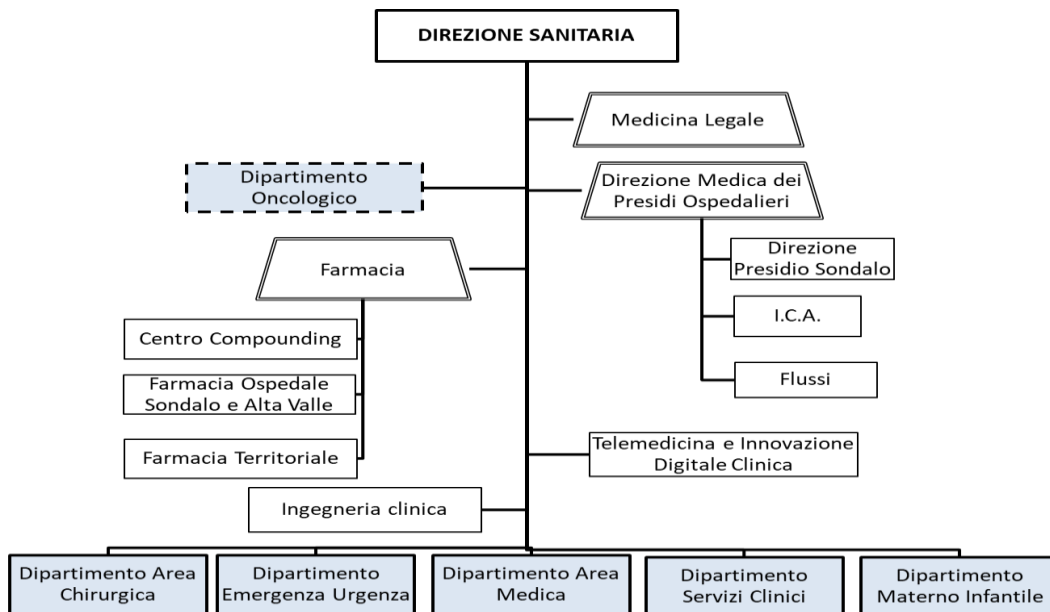 DIREZIONE SANITARIA
Medicina Legale
Dipartimento
Oncologico
Direzione Medica dei
Presidi Ospedalieri
Farmacia
Direzione
Presidio Sondalo
I.C.A.
Flussi
Centro Compounding
Farmacia Ospedale
Sondalo e Alta Valle
Farmacia Territoriale
Telemedicina e Innovazione
Digitale Clinica
Ingegneria clinica
Dipartimento Area
Chirurgica
Dipartimento
Emergenza Urgenza
Dipartimento Area
Medica
Dipartimento
Servizi Clinici
Dipartimento
Materno Infantile